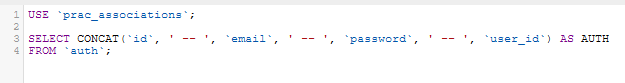 1 USE `prac_associations`;
2
3 SELECT CONCAT(`id`, ' -- ', `email`, ' -- ', `password`, ' -- ', `user_id`) AS AUTH
4 FROM `auth`;